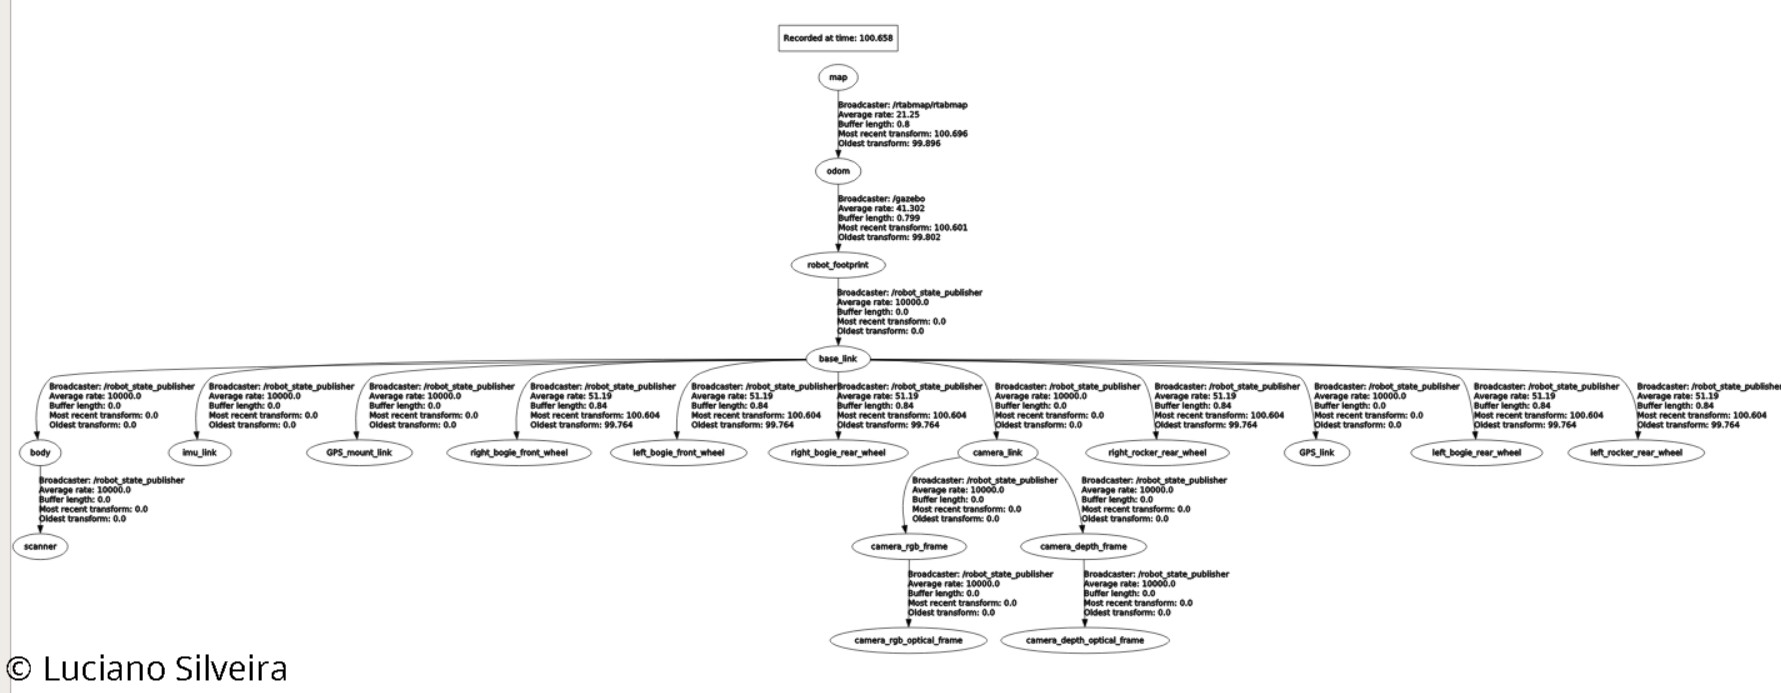 Recorded at time: 100.658
map
Broadcaster: /rtabmap/rtabmap
Average rate: 21.25
Buffer length: 0.8
Most recent transform: 100.696
Oldest transform: 99.896
odom
Broadcaster: /gazebo
Average rate: 41.302
Buffer length: 0.799
Most recent transform: 100.601
Oldest transform: 99.802
robot_footprint
Broadcaster: /robot_state_publisher
Average rate: 10000.0
Buffer length: 0.0
Most recent transform: 0.0
Oldest transform: 0.0
base_link
Broadcaster: /robot_state_publisher
Average rate: 10000.0
Buffer length: 0.0
Most recent transform: 0.0
Oldest transform: 0.0
Broadcaster: /robot_state_publisher
Average rate: 10000.0
Buffer length: 0.0
Most recent transform: 0.0
Oldest transform: 0.0
Broadcaster: /robot_state_publisher
Average rate: 10000.0
Buffer length: 0.0
Most recent transform: 0.0
Oldest transform: 0.0
Broadcaster: /robot_state_publisher
Average rate: 51.19
Buffer length: 0.84
Most recent transform: 100.604
Oldest transform: 99.764
Broadcaster: /robot_state_publisher
Average rate: 51.19
Buffer length: 0.84
Most recent transform: 100.604
Oldest transform: 99.764
Broadcaster: /robot_state_publisher
Average rate: 51.19
Buffer length: 0.84
Most recent transform: 100.604
Oldest transform: 99.764
Broadcaster: /robot_state_publisher
Average rate: 10000.0
Buffer length: 0.0
Most recent transform: 0.0
Oldest transform: 0.0
Broadcaster: /robot_state_publisher
Average rate: 51.19
Buffer length: 0.84
Most recent transform: 100.604
Oldest transform: 99.764
Broadcaster: /robot_state_publisher
Average rate: 10000.0
Buffer length: 0.0
Most recent transform: 0.0
Oldest transform: 0.0
Broadcaster: /robot_state_publisher
Average rate: 51.19
Buffer length: 0.84
Most recent transform: 100.604
Oldest transform: 99.764
Broadcaster: /robot_state_publisher
Average rate: 51.19
Buffer length: 0.84
Most recent transform: 100.604
Oldest transform: 99.764
body
imu_link
GPS_mount_link
right_bogie_front_wheel
left_bogie_front_wheel
right_bogie_rear_wheel
camera_link
right_rocker_rear_wheel
GPS_link
left_bogie_rear_wheel
left_rocker_rear_wheel
Broadcaster: /robot_state_publisher
Average rate: 10000.0
Buffer length: 0.0
Most recent transform: 0.0
Oldest transform: 0.0
Broadcaster: /robot_state_publisher
Average rate: 10000.0
Buffer length: 0.0
Most recent transform: 0.0
Oldest transform: 0.0
Broadcaster: /robot_state_publisher
Average rate: 10000.0
Buffer length: 0.0
Most recent transform: 0.0
Oldest transform: 0.0
scanner
camera_rgb_frame
camera_depth_frame
Broadcaster: /robot_state_publisher
Average rate: 10000.0
Buffer length: 0.0
Most recent transform: 0.0
Oldest transform: 0.0
Broadcaster: /robot_state_publisher
Average rate: 10000.0
Buffer length: 0.0
Most recent transform: 0.0
Oldest transform: 0.0
camera_rgb_optical_frame
camera_depth_optical_frame
© Luciano Silveira